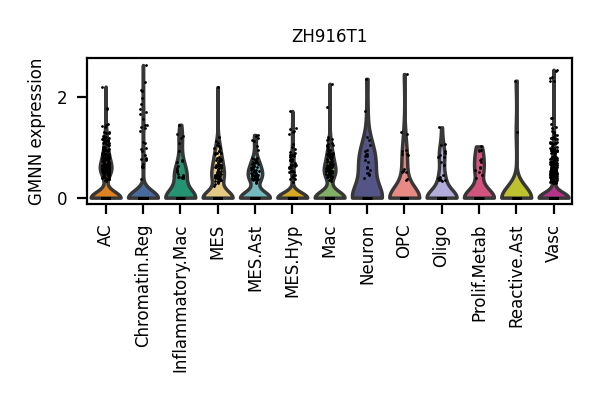 ZH916T1
GMNN expression
2
0
AC
Chromatin.Reg
Inflammatory.Mac
MES
MES.Ast
MES.Hyp
Mac
Neuron
OPC
Oligo
Prolif.Metab
Reactive.Ast
Vasc